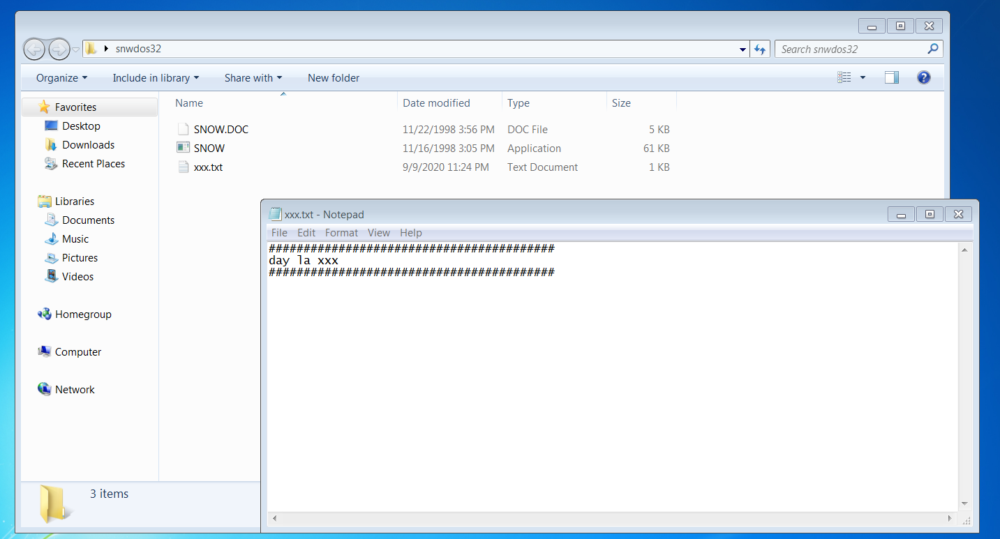 snwdos32
Search snwdos32
Organize
Include in library
Share with
New folder
Name
Date modified
Type
Size
Favorites
Desktop
Downloads
Recent Places
Libraries
Documents
Music
Pictures
Videos
Homegroup
Computer
Network
SNOW.DOC 11/22/1998 3:56 PM DOC File 5 KB
SNOW 11/16/1998 3:05 PM Application 61 KB
xxx.txt 9/9/2020 11:24 PM Text Document 1 KB
3 items
xxx.txt - Notepad
File Edit Format View Help
#########################################
day la xxx
#########################################